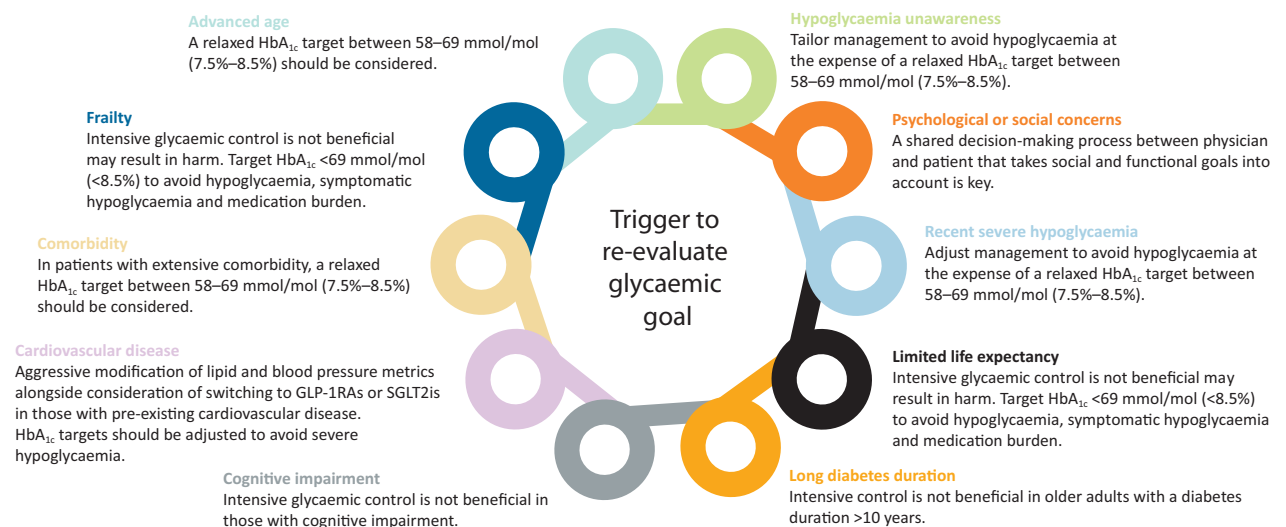 Advanced age
A relaxed HbA1c target between 58–69 mmol/mol
(7.5%–8.5%) should be considered.
Hypoglycaemia unawareness
Tailor management to avoid hypoglycaemia at
the expense of a relaxed HbA1c target between
58–69 mmol/mol (7.5%–8.5%).
Frailty
Intensive glycaemic control is not beneficial
may result in harm. Target HbA1c <69 mmol/mol
(<8.5%) to avoid hypoglycaemia, symptomatic
hypoglycaemia and medication burden.
Psychological or social concerns
A shared decision-making process between physician
and patient that takes social and functional goals into
account is key.
Trigger to
re-evaluate
glycaemic
goal
Comorbidity
In patients with extensive comorbidity, a relaxed
HbA1c target between 58–69 mmol/mol (7.5%–8.5%)
should be considered.
Recent severe hypoglycaemia
Adjust management to avoid hypoglycaemia at
the expense of a relaxed HbA1c target between
58–69 mmol/mol (7.5%–8.5%).
Cardiovascular disease
Aggressive modification of lipid and blood pressure metrics
alongside consideration of switching to GLP-1RAs or SGLT2is
in those with pre-existing cardiovascular disease.
HbA1c targets should be adjusted to avoid severe
hypoglycaemia.
Limited life expectancy
Intensive glycaemic control is not beneficial may
result in harm. Target HbA1c <69 mmol/mol (<8.5%)
to avoid hypoglycaemia, symptomatic hypoglycaemia
and medication burden.
Cognitive impairment
Intensive glycaemic control is not beneficial in
those with cognitive impairment.
Long diabetes duration
Intensive control is not beneficial in older adults with a diabetes
duration >10 years.